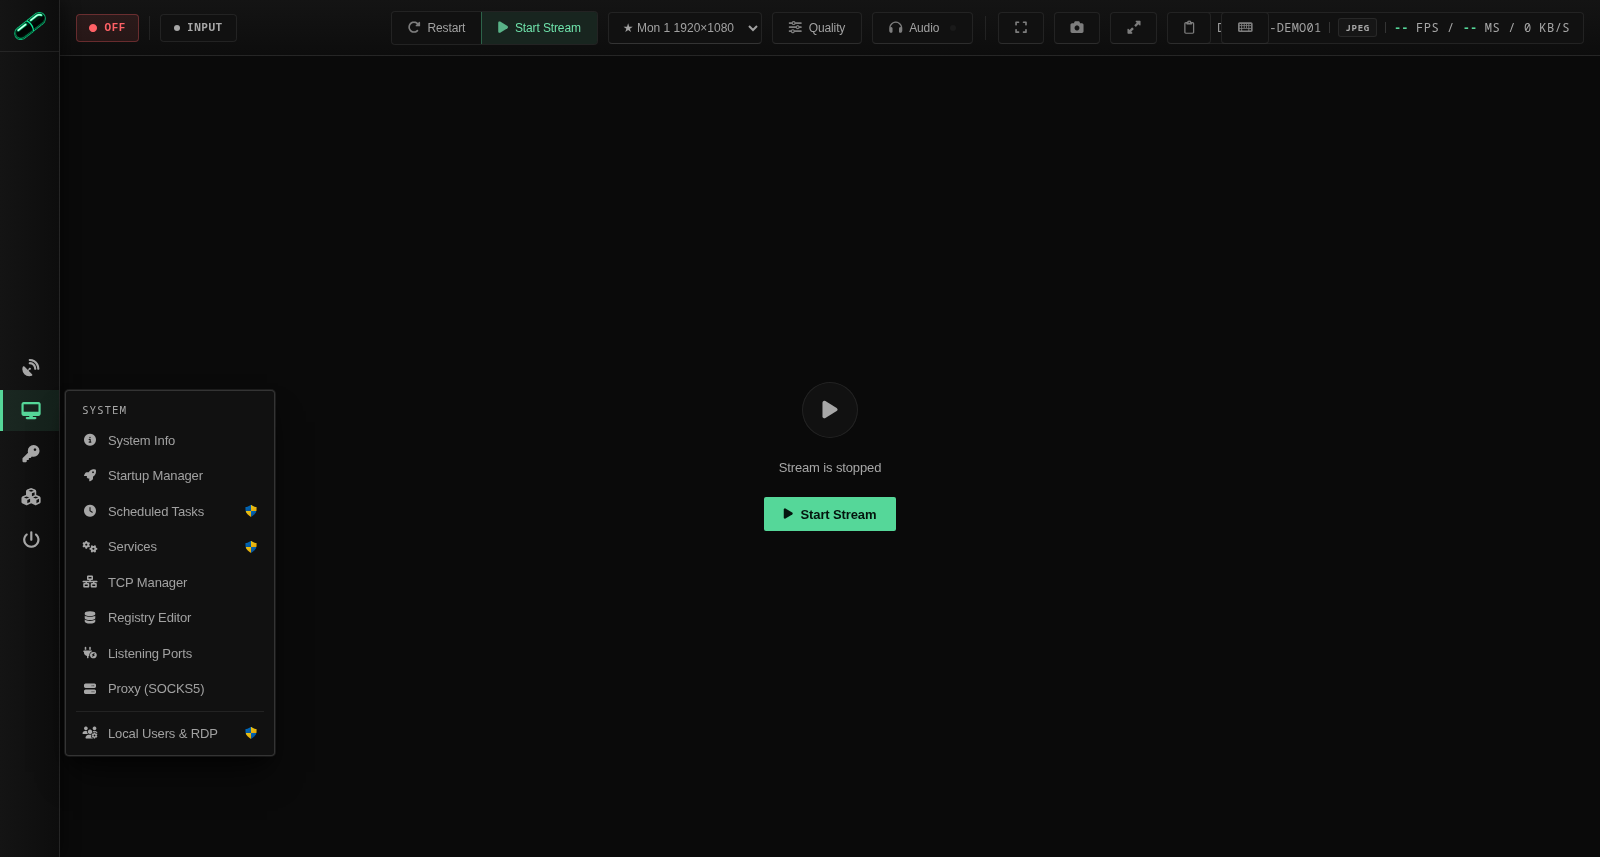 OFF
INPUT
Restart
Start Stream
★ Mon 1 1920×1080
Quality
Audio
-DEMO01
JPEG
-- FPS / -- MS / 0 KB/S
SYSTEM
System Info
Startup Manager
Scheduled Tasks
Services
TCP Manager
Registry Editor
Listening Ports
Proxy (SOCKS5)
Local Users & RDP
Stream is stopped
Start Stream